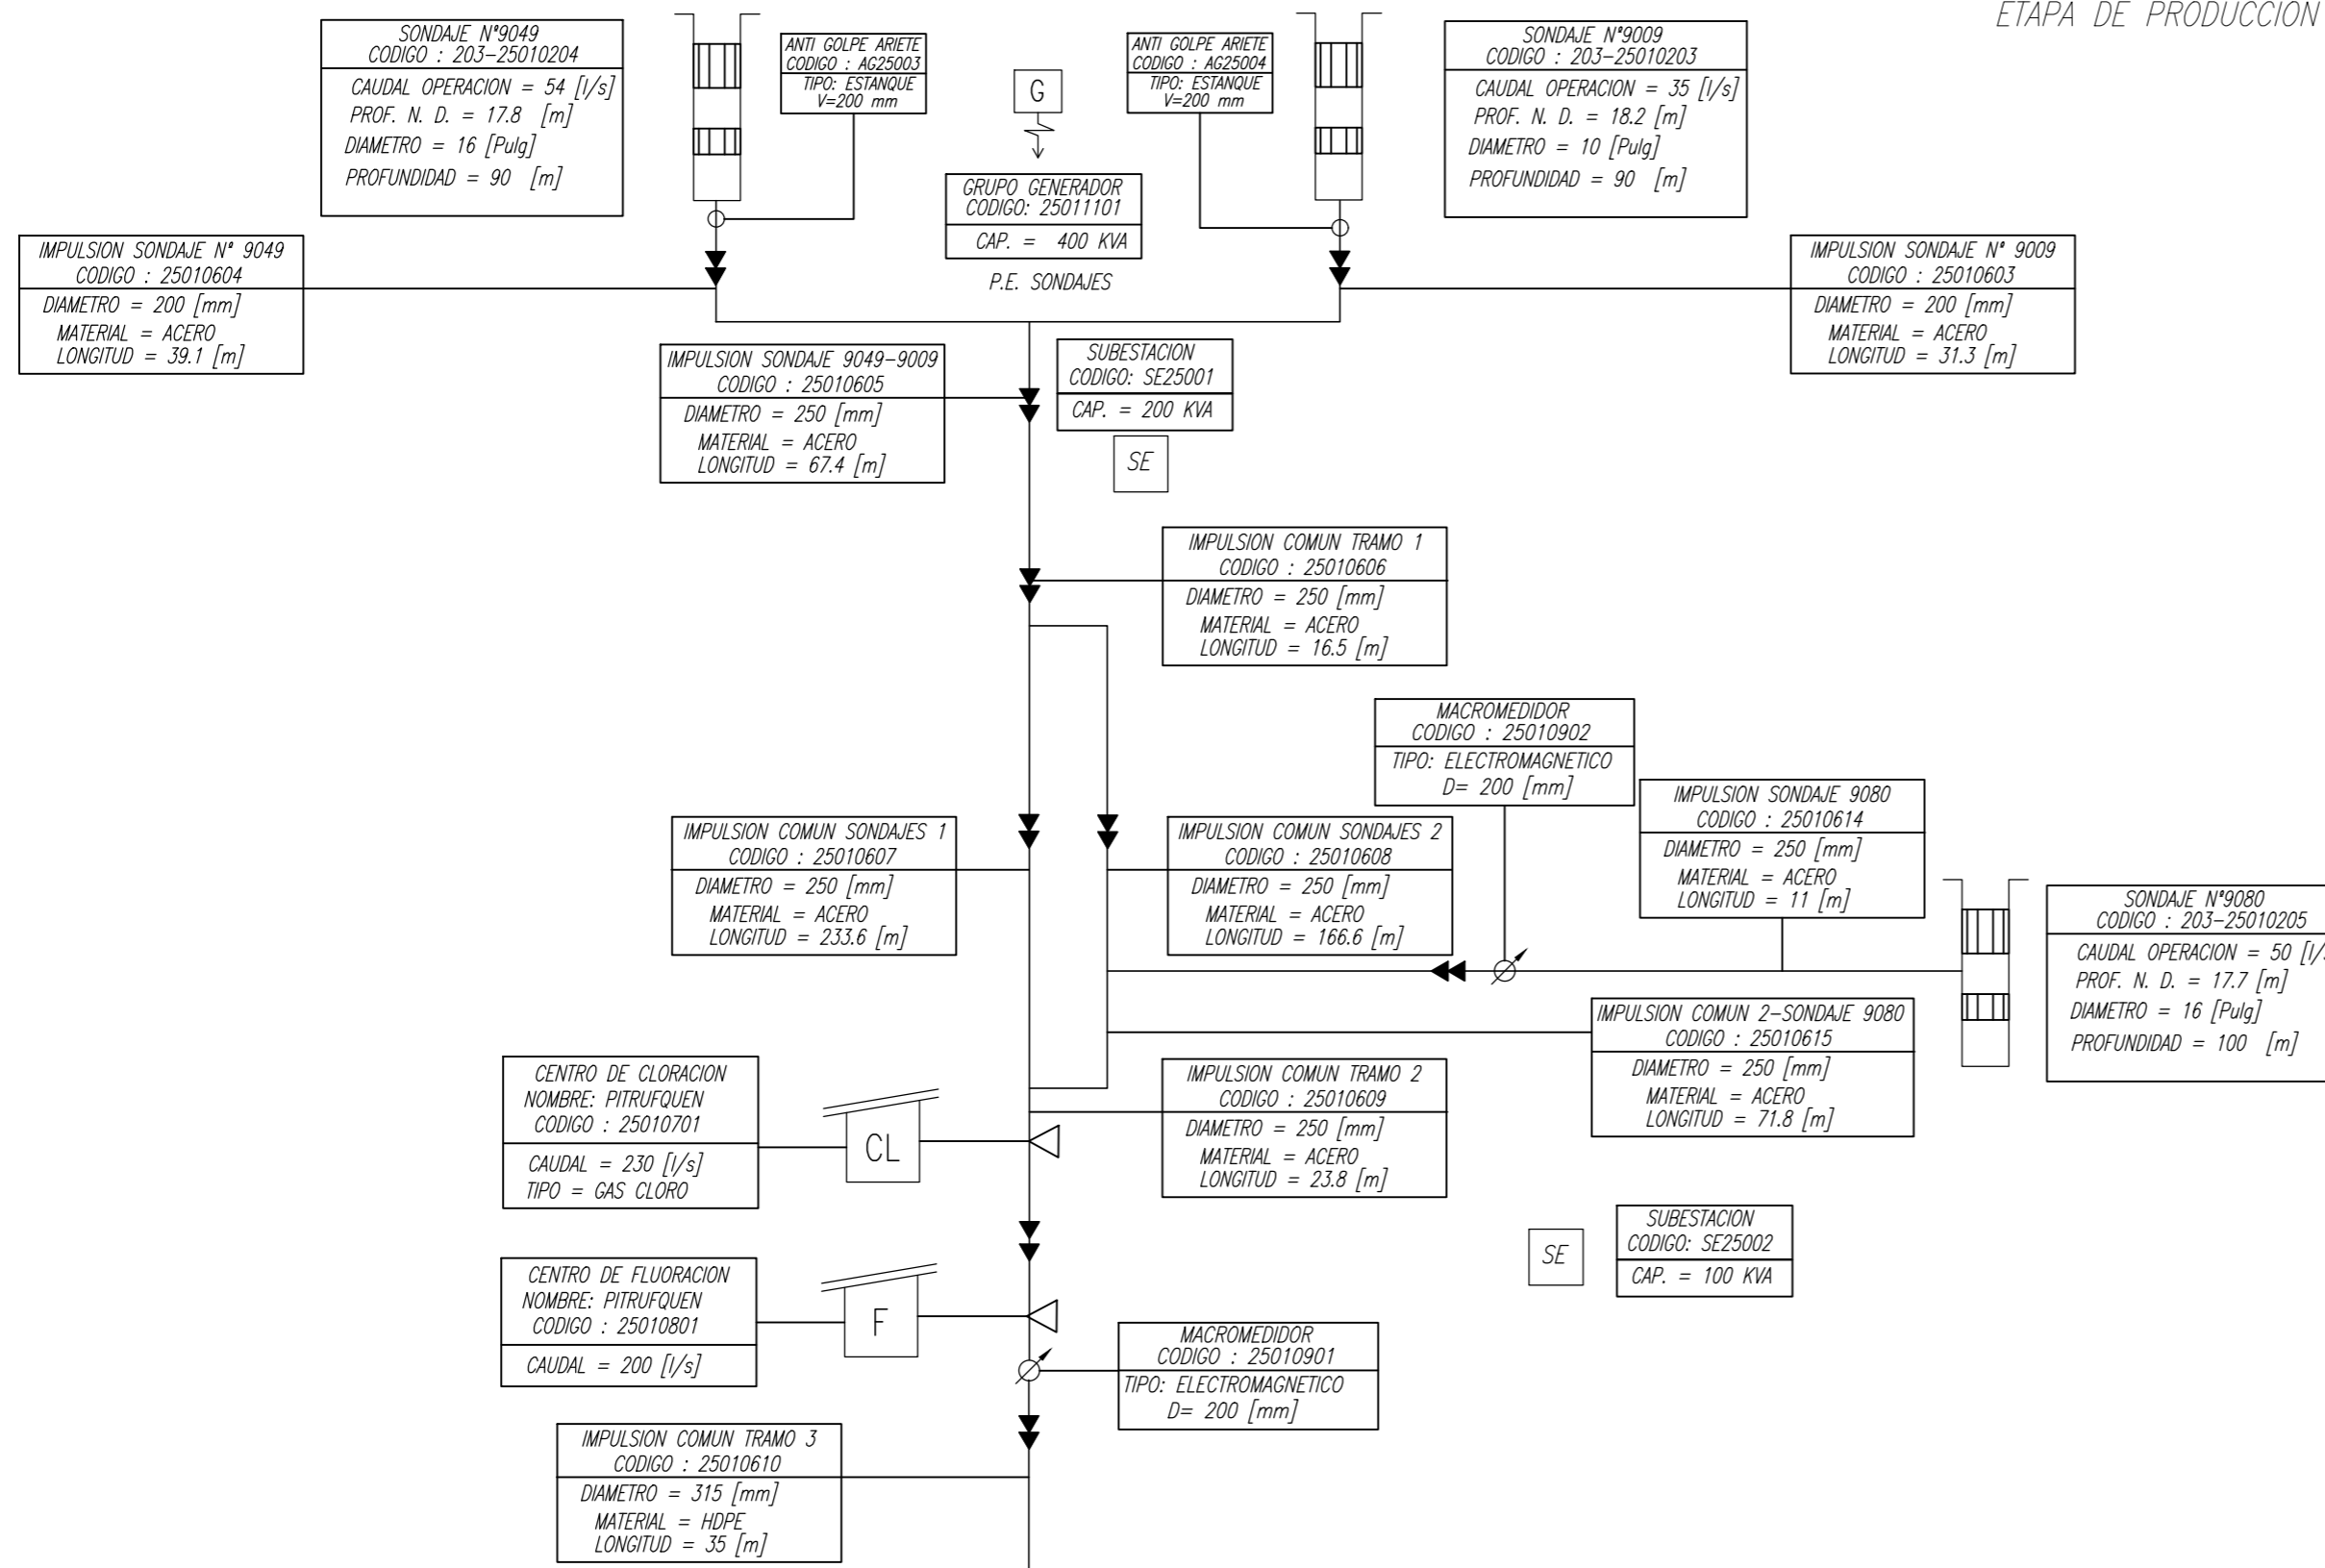 ETAPA DE PRODUCCION
SONDAJE N°9049
CODIGO : 203-25010204
CAUDAL OPERACION = 54 [l/s]
PROF. N. D. = 17.8 [m]
DIAMETRO = 16 [Pulg]
PROFUNDIDAD = 90 [m]
ANTI GOLPE ARIETE
CODIGO : AG25003
TIPO: ESTANQUE
V=200 mm
G
GRUPO GENERADOR
CODIGO: 25011101
CAP. = 400 KVA
P.E. SONDAJES
ANTI GOLPE ARIETE
CODIGO : AG25004
TIPO: ESTANQUE
V=200 mm
SONDAJE N°9009
CODIGO : 203-25010203
CAUDAL OPERACION = 35 [l/s]
PROF. N. D. = 18.2 [m]
DIAMETRO = 10 [Pulg]
PROFUNDIDAD = 90 [m]
IMPULSION SONDAJE N° 9049
CODIGO : 25010604
DIAMETRO = 200 [mm]
MATERIAL = ACERO
LONGITUD = 39.1 [m]
IMPULSION SONDAJE N° 9009
CODIGO : 25010603
DIAMETRO = 200 [mm]
MATERIAL = ACERO
LONGITUD = 31.3 [m]
IMPULSION SONDAJE 9049-9009
CODIGO : 25010605
DIAMETRO = 250 [mm]
MATERIAL = ACERO
LONGITUD = 67.4 [m]
SUBESTACION
CODIGO: SE25001
CAP. = 200 KVA
SE
IMPULSION COMUN TRAMO 1
CODIGO : 25010606
DIAMETRO = 250 [mm]
MATERIAL = ACERO
LONGITUD = 16.5 [m]
MACROMEDIDOR
CODIGO : 25010902
TIPO: ELECTROMAGNETICO
D= 200 [mm]
IMPULSION SONDAJE 9080
CODIGO : 25010614
DIAMETRO = 250 [mm]
MATERIAL = ACERO
LONGITUD = 11 [m]
IMPULSION COMUN SONDAJES 1
CODIGO : 25010607
DIAMETRO = 250 [mm]
MATERIAL = ACERO
LONGITUD = 233.6 [m]
IMPULSION COMUN SONDAJES 2
CODIGO : 25010608
DIAMETRO = 250 [mm]
MATERIAL = ACERO
LONGITUD = 166.6 [m]
SONDAJE N°9080
CODIGO : 203-25010205
CAUDAL OPERACION = 50 [l/s
PROF. N. D. = 17.7 [m]
DIAMETRO = 16 [Pulg]
PROFUNDIDAD = 100 [m]
IMPULSION COMUN 2-SONDAJE 9080
CODIGO : 25010615
DIAMETRO = 250 [mm]
MATERIAL = ACERO
LONGITUD = 71.8 [m]
CENTRO DE CLORACION
NOMBRE: PITRUFQUEN
CODIGO : 25010701
CAUDAL = 230 [l/s]
TIPO = GAS CLORO
CL
IMPULSION COMUN TRAMO 2
CODIGO : 25010609
DIAMETRO = 250 [mm]
MATERIAL = ACERO
LONGITUD = 23.8 [m]
SE
SUBESTACION
CODIGO: SE25002
CAP. = 100 KVA
CENTRO DE FLUORACION
NOMBRE: PITRUFQUEN
CODIGO : 25010801
CAUDAL = 200 [l/s]
F
MACROMEDIDOR
CODIGO : 25010901
TIPO: ELECTROMAGNETICO
D= 200 [mm]
IMPULSION COMUN TRAMO 3
CODIGO : 25010610
DIAMETRO = 315 [mm]
MATERIAL = HDPE
LONGITUD = 35 [m]